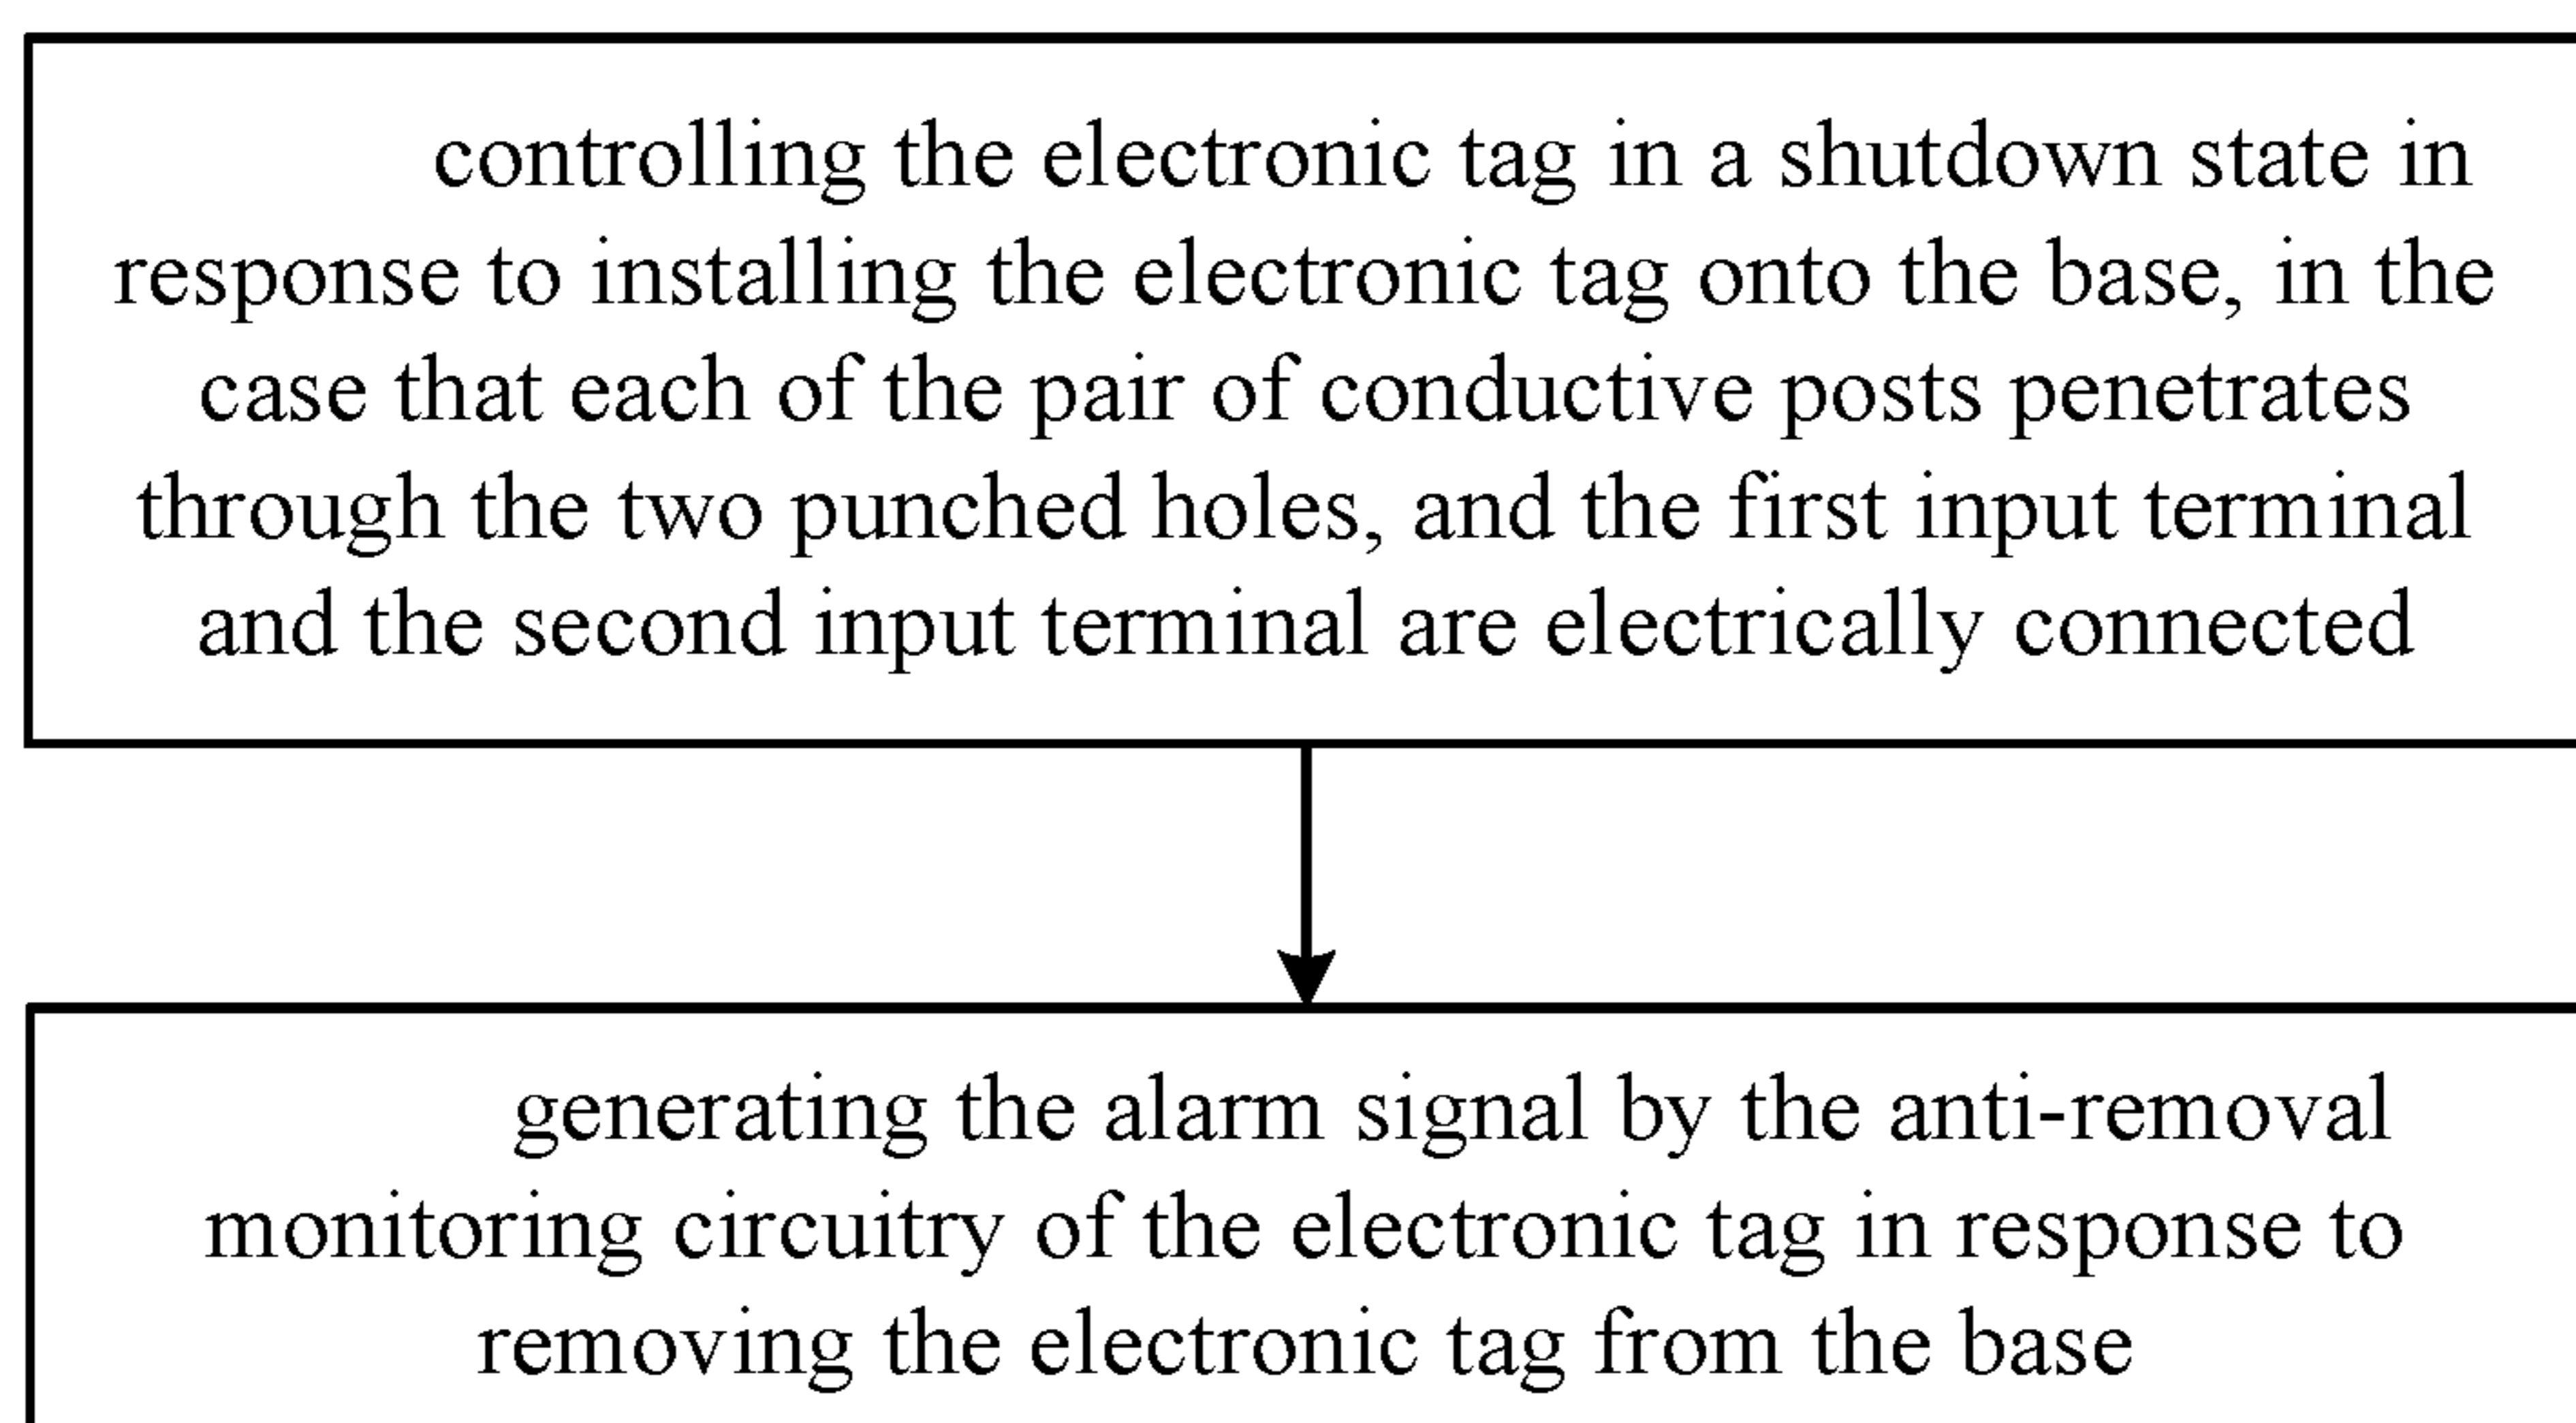 controlling the electronic tag in a shutdown state in
response to installing the electronic tag onto the base, in the
case that each of the pair of conductive posts penetrates
through the two punched holes, and the first input terminal
and the second input terminal are electrically connected
generating the alarm signal by the anti-removal
monitoring circuitry of the electronic tag in response to
removing the electronic tag from the base